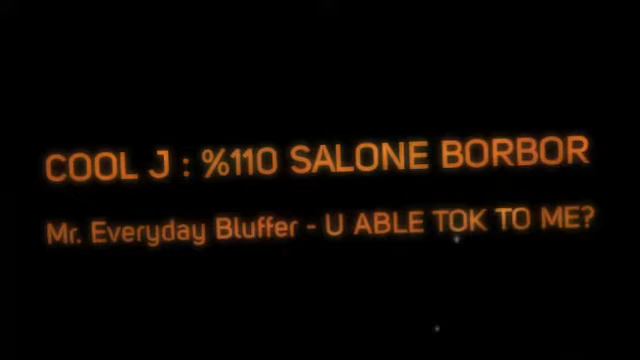 COOL J : %110 SALONE BORBOR
Mr. Everyday Bluffer - U ABLE TOK TO ME?